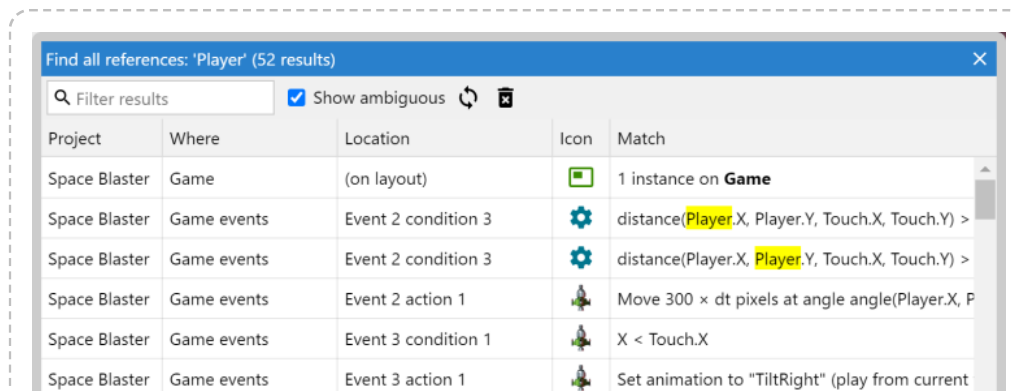 Find all references: 'Player' (52 results)
Filter results Show ambiguous
Project Where Location Icon Match
Space Blaster Game (on layout) 1 instance on Game
Space Blaster Game events Event 2 condition 3 distance(Player.X, Player.Y, Touch.X, Touch.Y) >
Space Blaster Game events Event 2 condition 3 distance(Player.X, Player.Y, Touch.X, Touch.Y) >
Space Blaster Game events Event 2 action 1 Move 300 × dt pixels at angle angle(Player.X, P
Space Blaster Game events Event 3 condition 1 X < Touch.X
Space Blaster Game events Event 3 action 1 Set animation to "TiltRight" (play from current